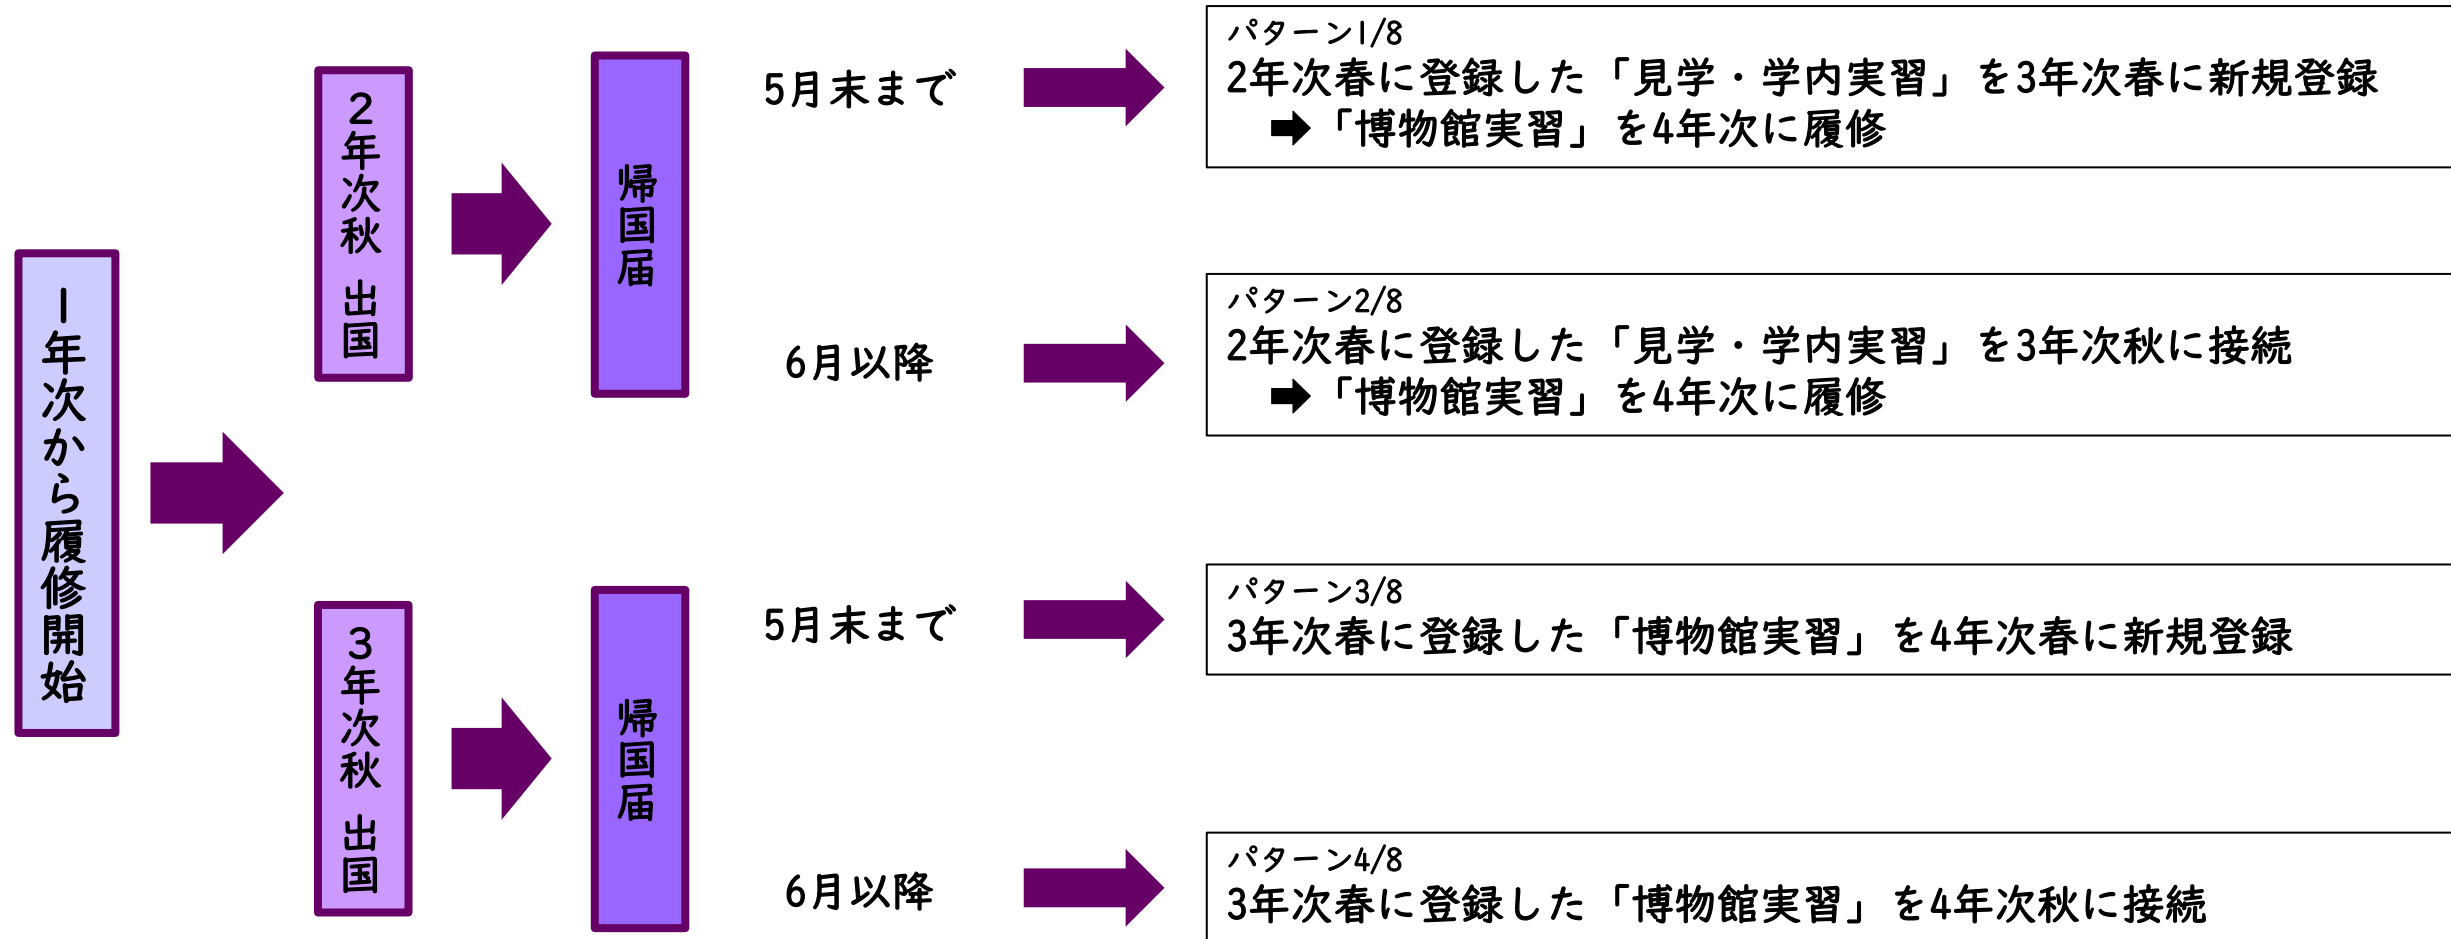 1年次から履修開始
2年次秋 出国
帰国届
5月末まで
パターン1/8
2年次春に登録した「見学・学内実習」を3年次春に新規登録
➡「博物館実習」を4年次に履修
6月以降
パターン2/8
2年次春に登録した「見学・学内実習」を3年次秋に接続
➡「博物館実習」を4年次に履修
3年次秋 出国
帰国届
5月末まで
パターン3/8
3年次春に登録した「博物館実習」を4年次春に新規登録
6月以降
パターン4/8
3年次春に登録した「博物館実習」を4年次秋に接続